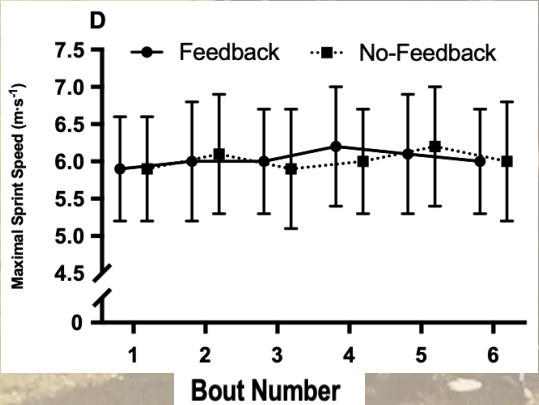 D
Feedback
No-Feedback
Maximal Sprint Speed (m·s⁻¹)
7.5
7.0
6.5
6.0
5.5
5.0
4.5
0
1 2 3 4 5 6
Bout Number